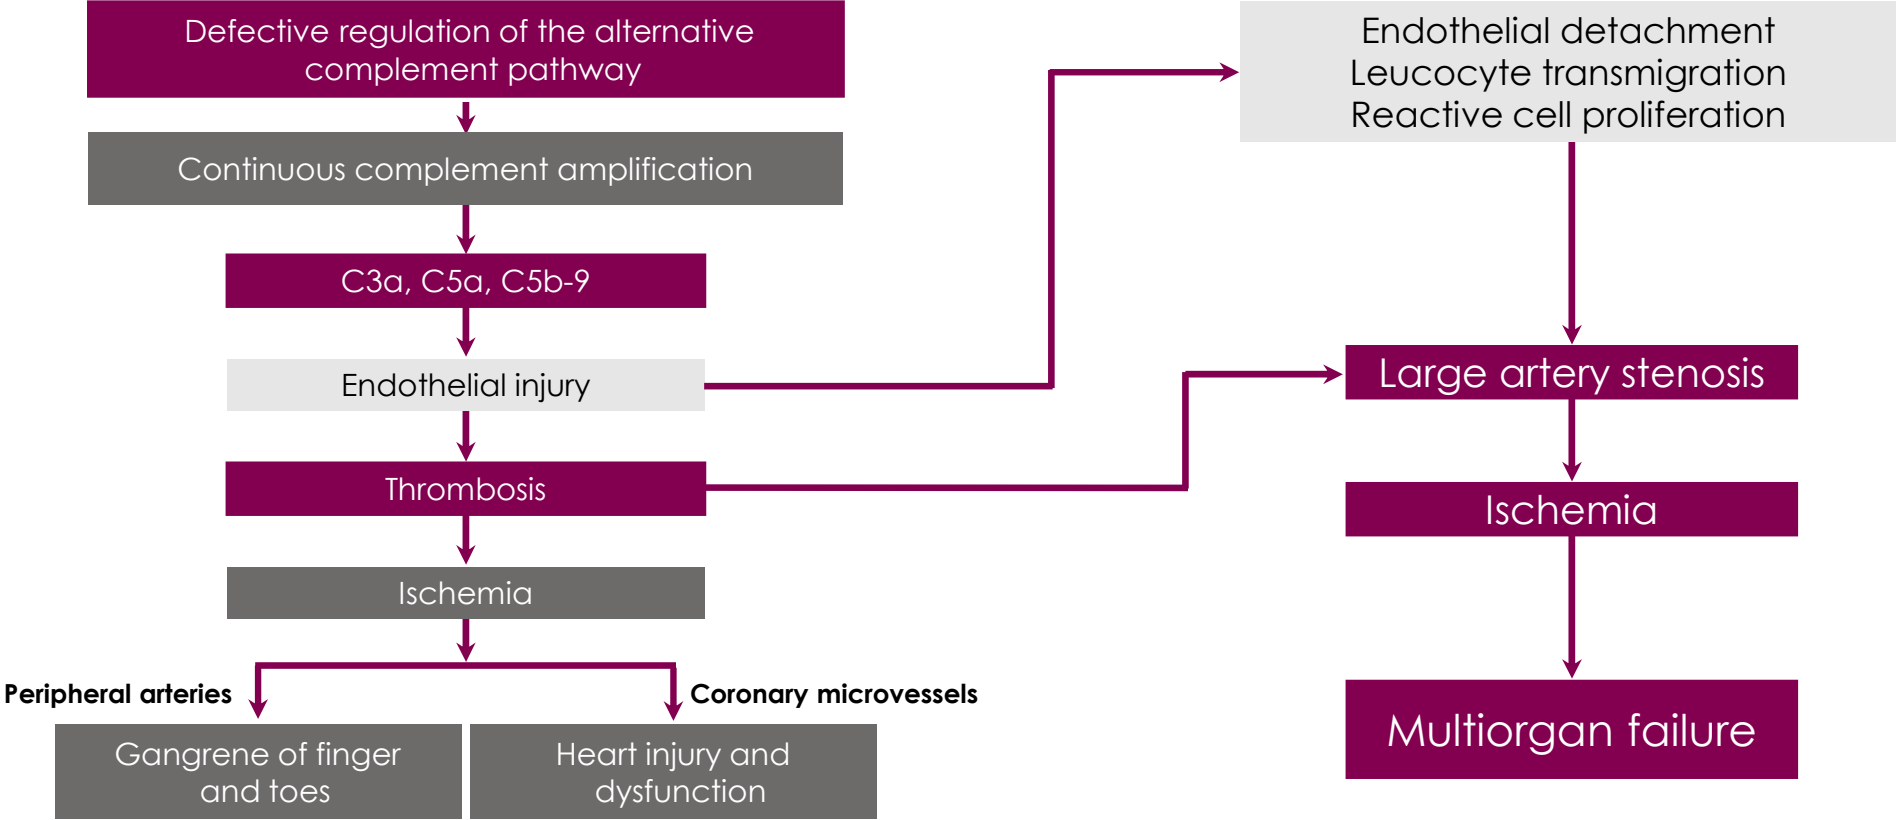 Defective regulation of the alternative
complement pathway
Continuous complement amplification
C3a, C5a, C5b-9
Endothelial injury
Thrombosis
Ischemia
Peripheral arteries
Coronary microvessels
Gangrene of finger
and toes
Heart injury and
dysfunction
Endothelial detachment
Leucocyte transmigration
Reactive cell proliferation
Large artery stenosis
Ischemia
Multiorgan failure